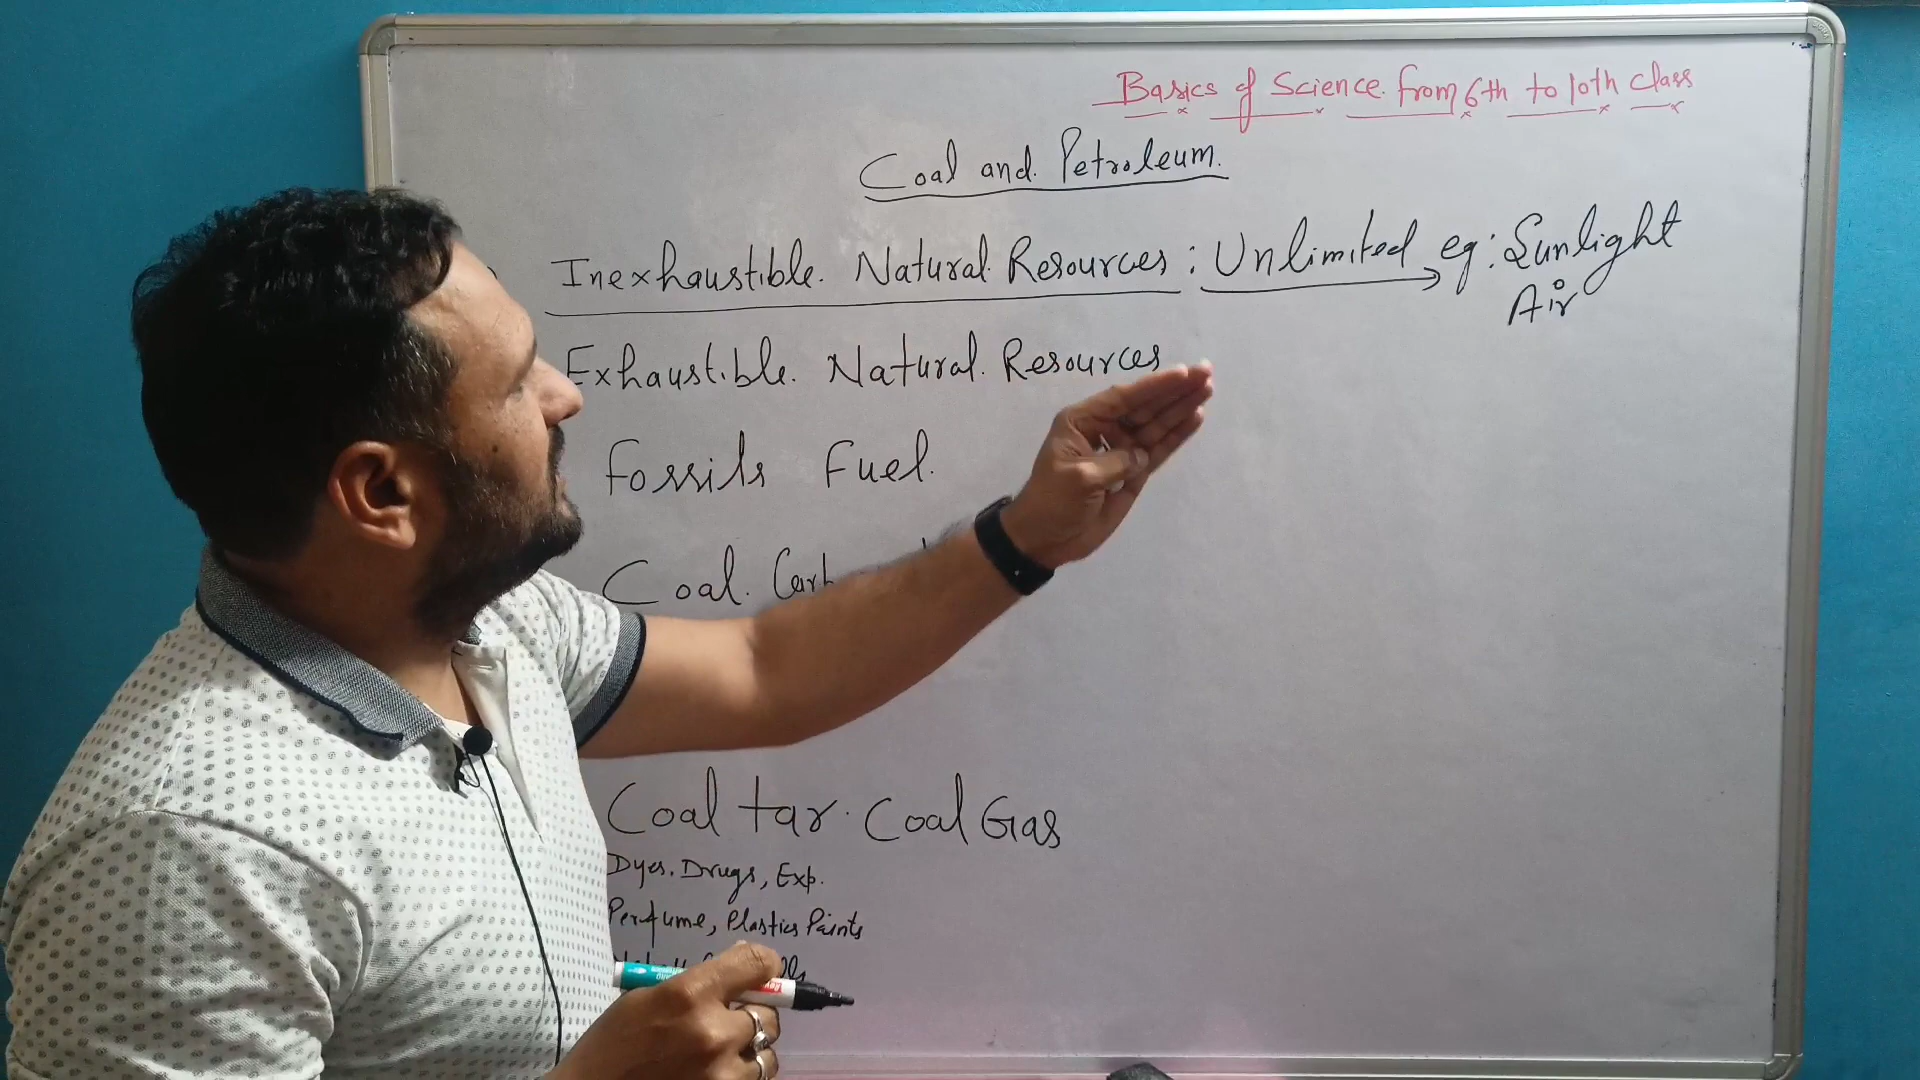 Basics of Science from 6th to 10th class
Coal and Petroleum.
Inexhaustible Natural Resources : Unlimited eg: Sunlight
Air
Exhaustible Natural Resources
Fossils Fuel.
Coal.
Coal tar. Coal Gas
Dyes, Drugs, Exp.
Perfume, Plastics Paints